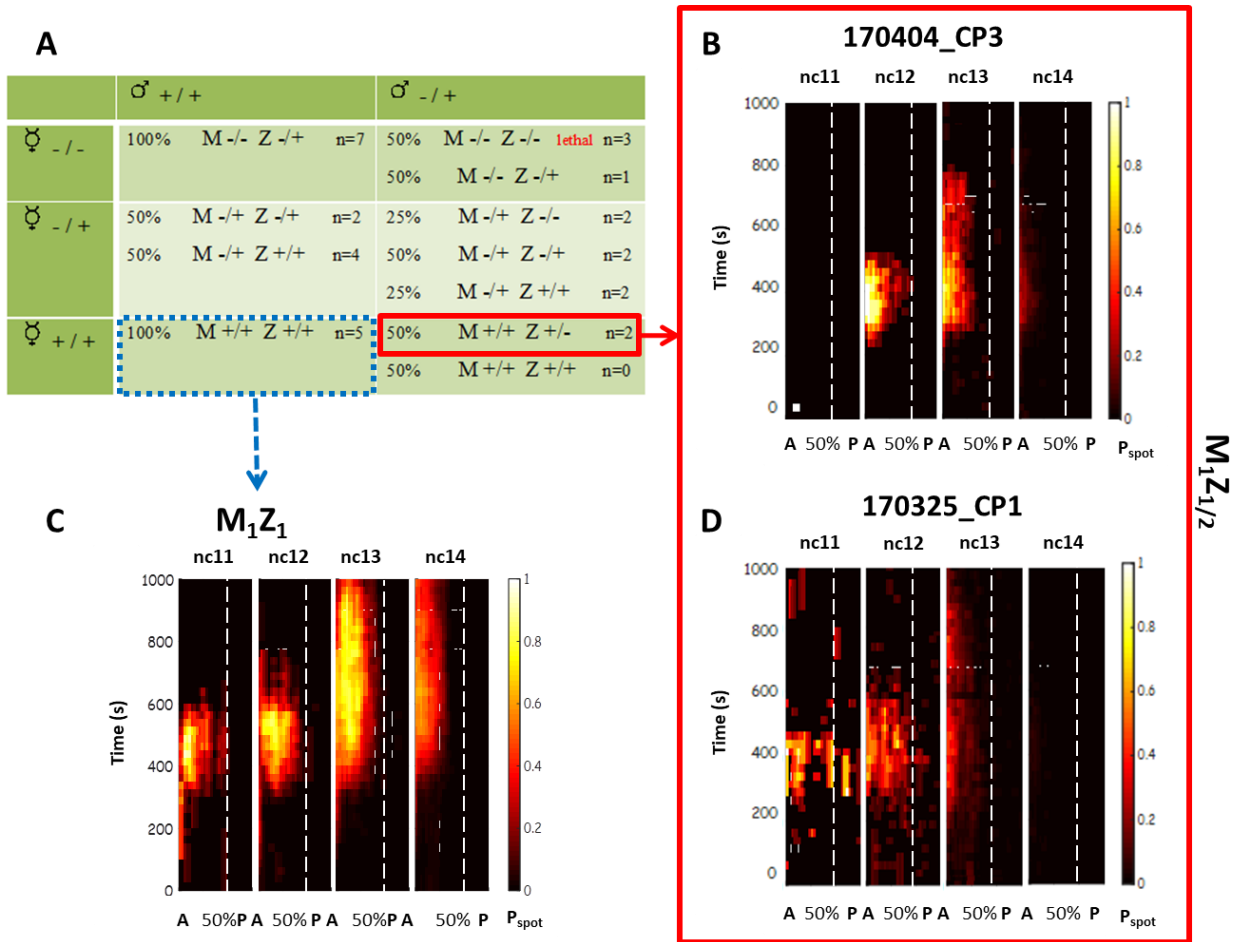 A
♂ +/+ ♂ -/+
☿ -/- 100% M -/- Z -/+ n=7 50% M -/- Z -/- lethal n=3
50% M -/- Z -/+ n=1
☿ -/+ 50% M -/+ Z -/+ n=2 25% M -/+ Z -/- n=2
50% M -/+ Z +/+ n=4 50% M -/+ Z -/+ n=2
25% M -/+ Z +/+ n=2
☿ +/+ 100% M +/+ Z +/+ n=5 50% M +/+ Z +/- n=2
50% M +/+ Z +/+ n=0
B
170404_CP3
nc11 nc12 nc13 nc14
1000
800
600
400
200
0
Time (s)
1
0.8
0.6
0.4
0.2
0
A 50% P A 50% P A 50% P A 50% P Pspot
M1Z1/2
C
M1Z1
nc11 nc12 nc13 nc14
1000
800
600
400
200
0
Time (s)
1
0.8
0.6
0.4
0.2
0
A 50% P A 50% P A 50% P A 50% P Pspot
D
170325_CP1
nc11 nc12 nc13 nc14
1000
800
600
400
200
0
Time (s)
1
0.8
0.6
0.4
0.2
0
A 50% P A 50% P A 50% P A 50% P Pspot